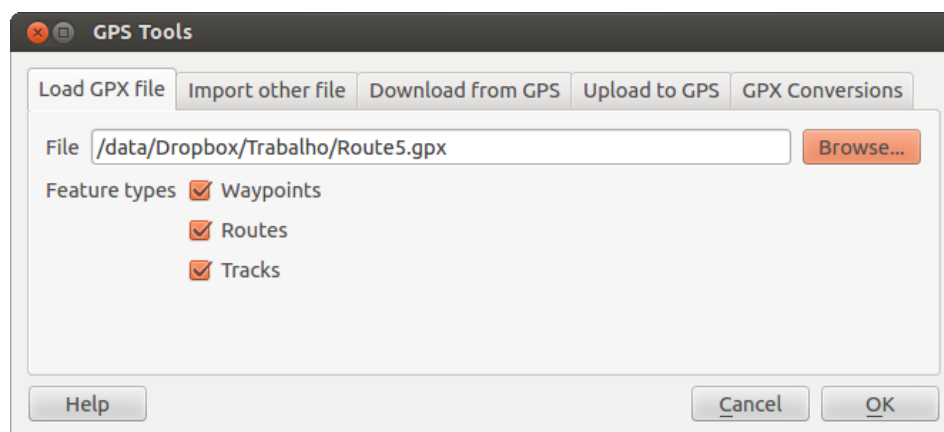 GPS Tools
Load GPX file Import other file Download from GPS Upload to GPS GPX Conversions
File /data/Dropbox/Trabalho/Route5.gpx Browse...
Feature types Waypoints
Routes
Tracks
Help Cancel OK